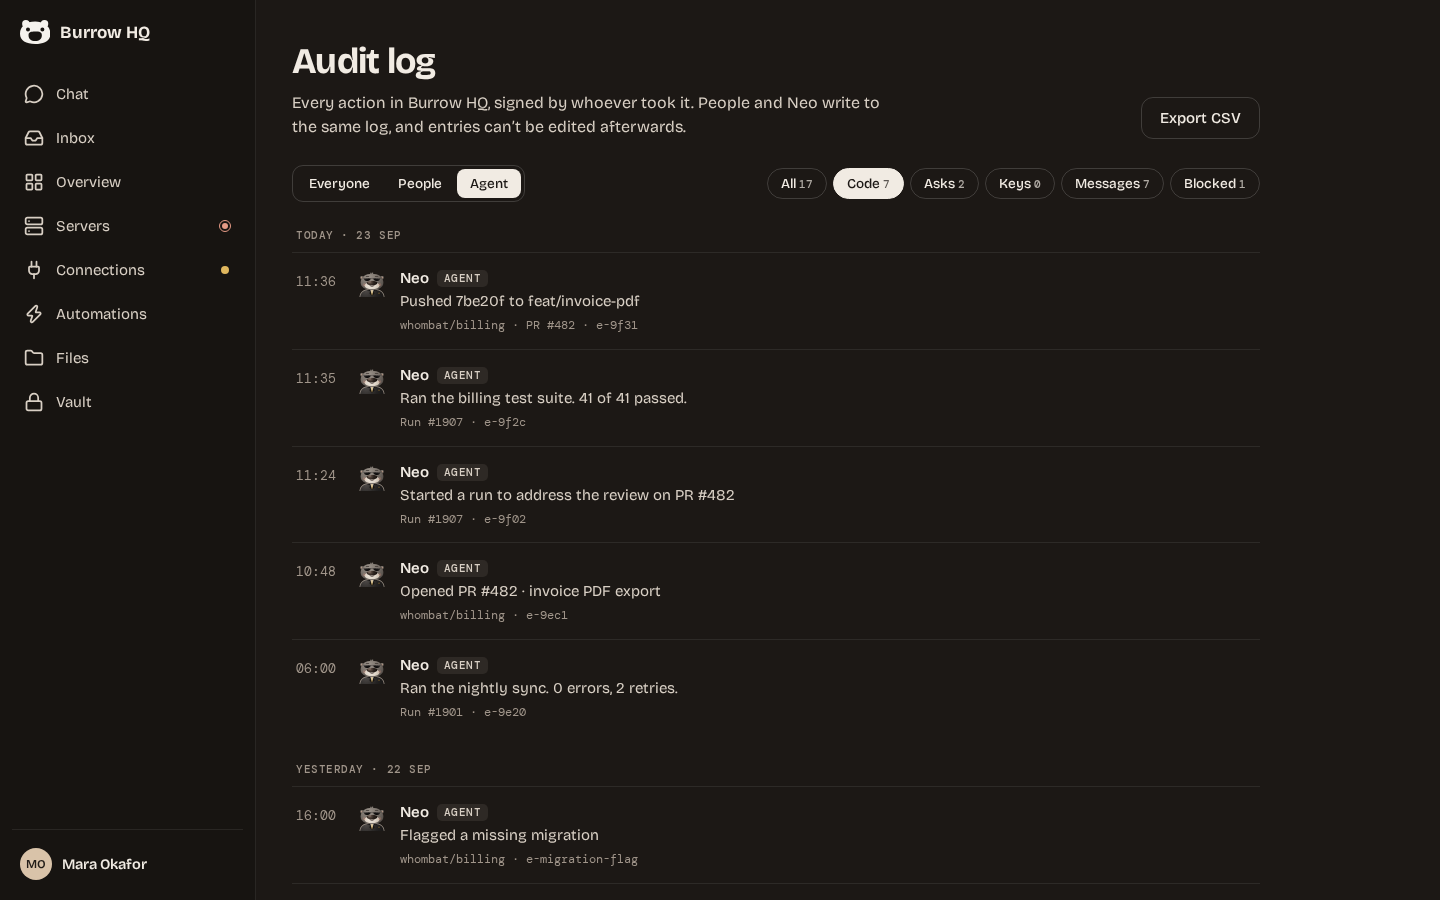 Burrow HQ
Chat
Inbox
Overview
Servers
Connections
Automations
Files
Vault
MO
Mara Okafor
Audit log
Every action in Burrow HQ, signed by whoever took it. People and Neo write to
the same log, and entries can't be edited afterwards.
Export CSV
Everyone People Agent
All 17 Code 7 Asks 2 Keys 0 Messages 7 Blocked 1
TODAY · 23 SEP
11:36
Neo AGENT
Pushed 7be20f to feat/invoice-pdf
whombat/billing · PR #482 · e-9f31
11:35
Neo AGENT
Ran the billing test suite. 41 of 41 passed.
Run #1907 · e-9f2c
11:24
Neo AGENT
Started a run to address the review on PR #482
Run #1907 · e-9f02
10:48
Neo AGENT
Opened PR #482 · invoice PDF export
whombat/billing · e-9ec1
06:00
Neo AGENT
Ran the nightly sync. 0 errors, 2 retries.
Run #1901 · e-9e20
YESTERDAY · 22 SEP
16:00
Neo AGENT
Flagged a missing migration
whombat/billing · e-migration-flag